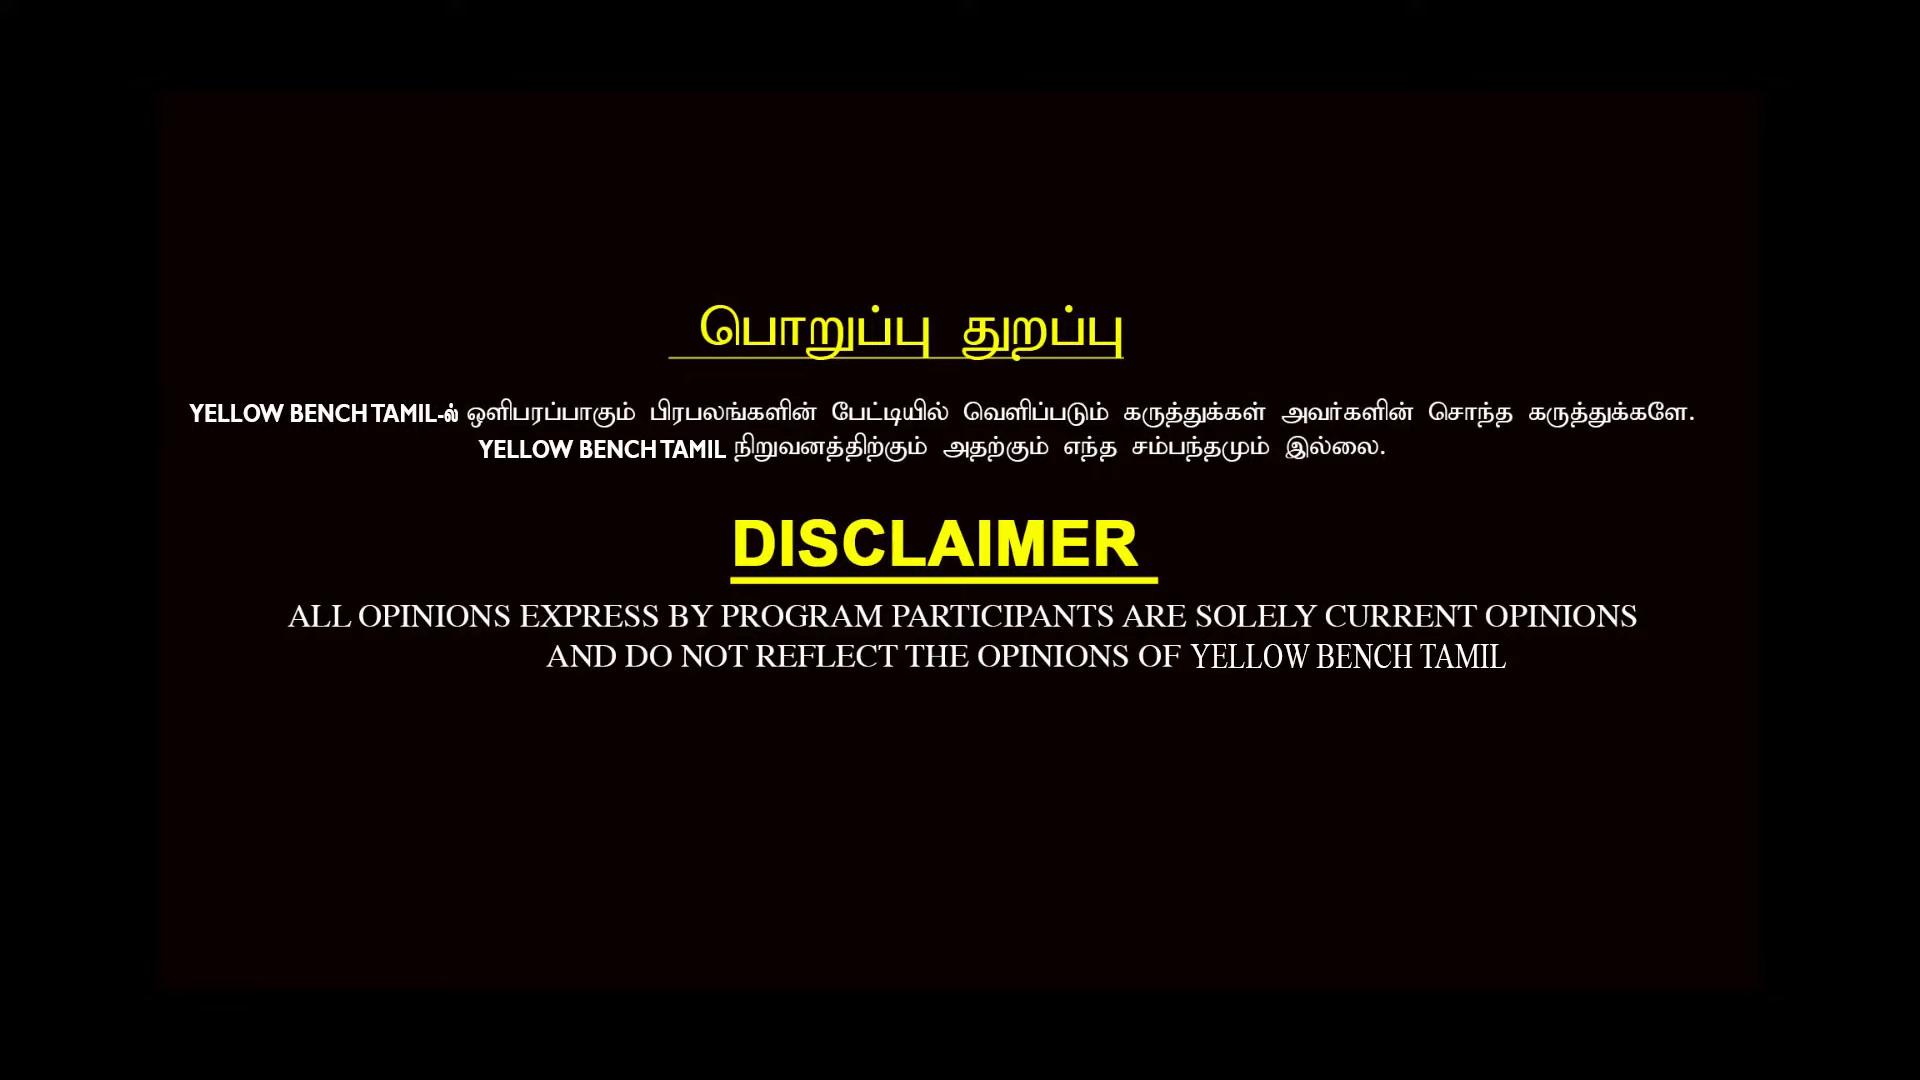 பொறுப்பு துறப்பு
YELLOW BENCH TAMIL-ல் ஒளிபரப்பாகும் பிரபலங்களின் பேட்டியில் வெளிப்படும் கருத்துக்கள் அவர்களின் சொந்த கருத்துக்களே.
YELLOW BENCH TAMIL நிறுவனத்திற்கும் அதற்கும் எந்த சம்பந்தமும் இல்லை.
DISCLAIMER
ALL OPINIONS EXPRESS BY PROGRAM PARTICIPANTS ARE SOLELY CURRENT OPINIONS
AND DO NOT REFLECT THE OPINIONS OF YELLOW BENCH TAMIL